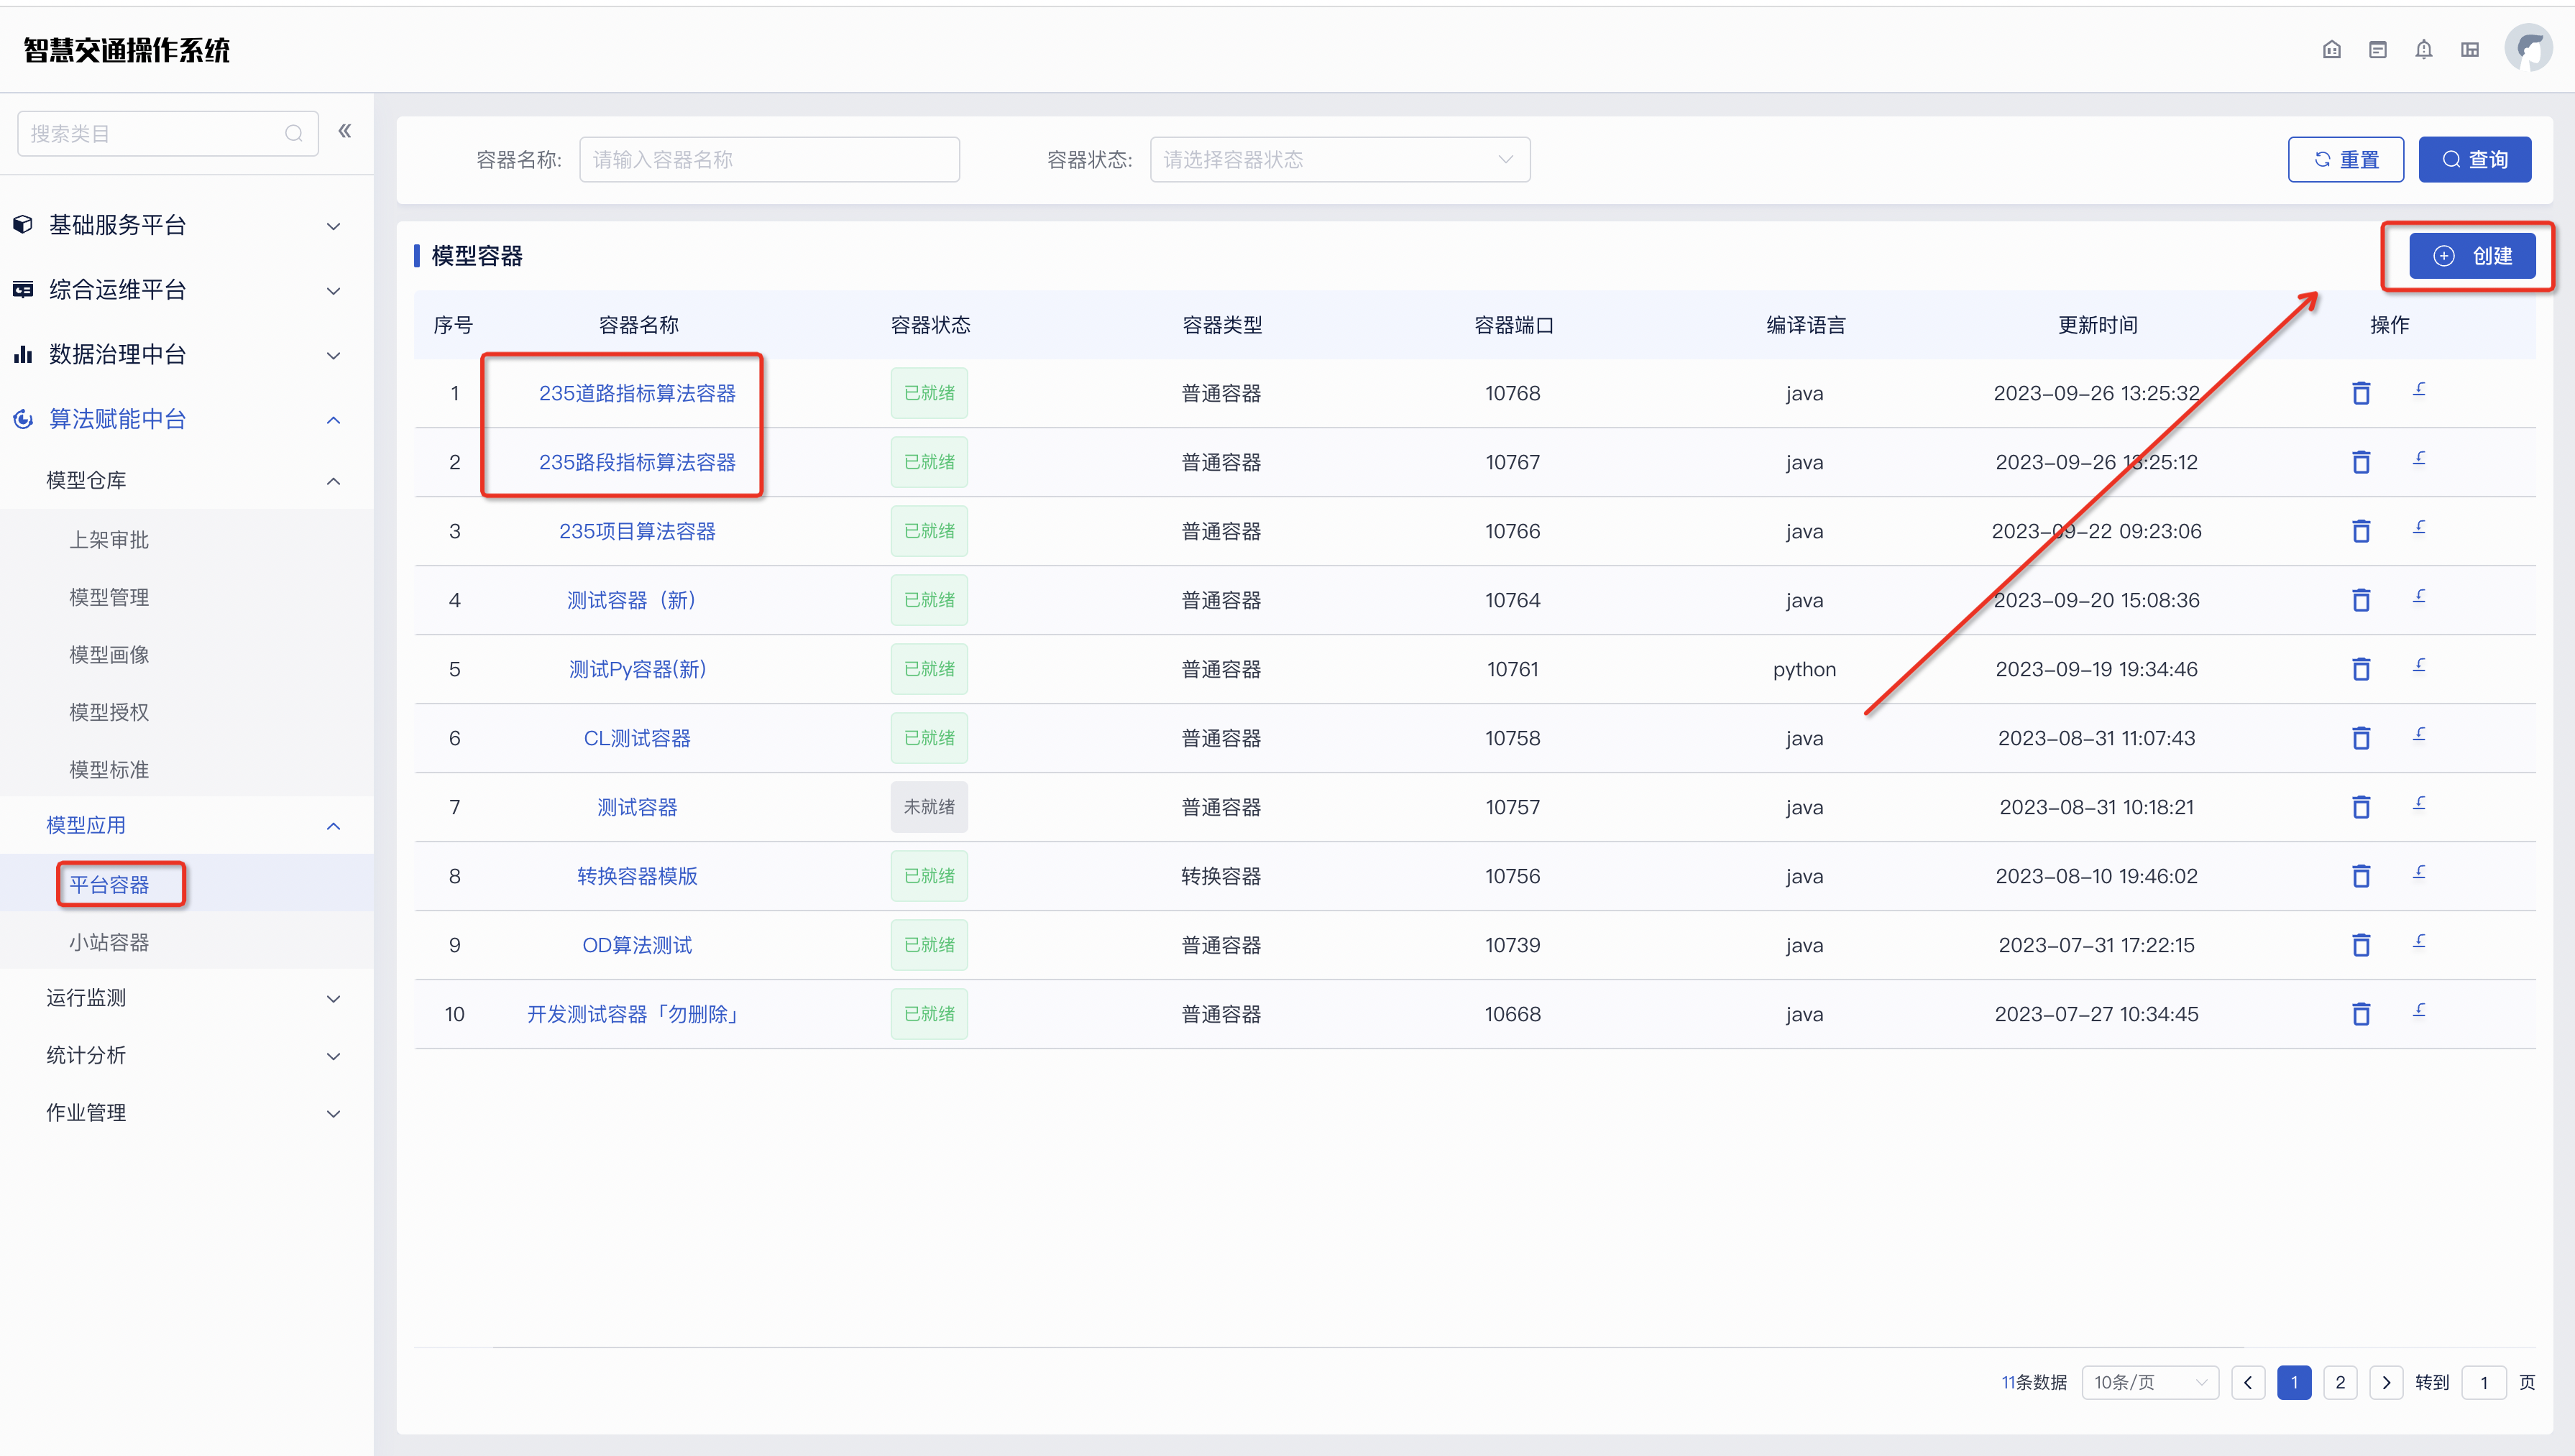 智慧交通操作系统
搜索类目
容器名称: 请输入容器名称 容器状态: 请选择容器状态 重置 查询
基础服务平台
综合运维平台
数据治理中台
算法赋能中台
模型仓库
上架审批
模型管理
模型画像
模型授权
模型标准
模型应用
平台容器
小站容器
运行监测
统计分析
作业管理
模型容器 创建
序号 容器名称 容器状态 容器类型 容器端口 编译语言 更新时间 操作
1 235道路指标算法容器 已就绪 普通容器 10768 java 2023-09-26 13:25:32
2 235路段指标算法容器 已就绪 普通容器 10767 java 2023-09-26 13:25:12
3 235项目算法容器 已就绪 普通容器 10766 java 2023-09-22 09:23:06
4 测试容器（新） 已就绪 普通容器 10764 java 2023-09-20 15:08:36
5 测试Py容器(新) 已就绪 普通容器 10761 python 2023-09-19 19:34:46
6 CL测试容器 已就绪 普通容器 10758 java 2023-08-31 11:07:43
7 测试容器 未就绪 普通容器 10757 java 2023-08-31 10:18:21
8 转换容器模版 已就绪 转换容器 10756 java 2023-08-10 19:46:02
9 OD算法测试 已就绪 普通容器 10739 java 2023-07-31 17:22:15
10 开发测试容器「勿删除」 已就绪 普通容器 10668 java 2023-07-27 10:34:45
11条数据 10条/页 1 2 转到 1 页